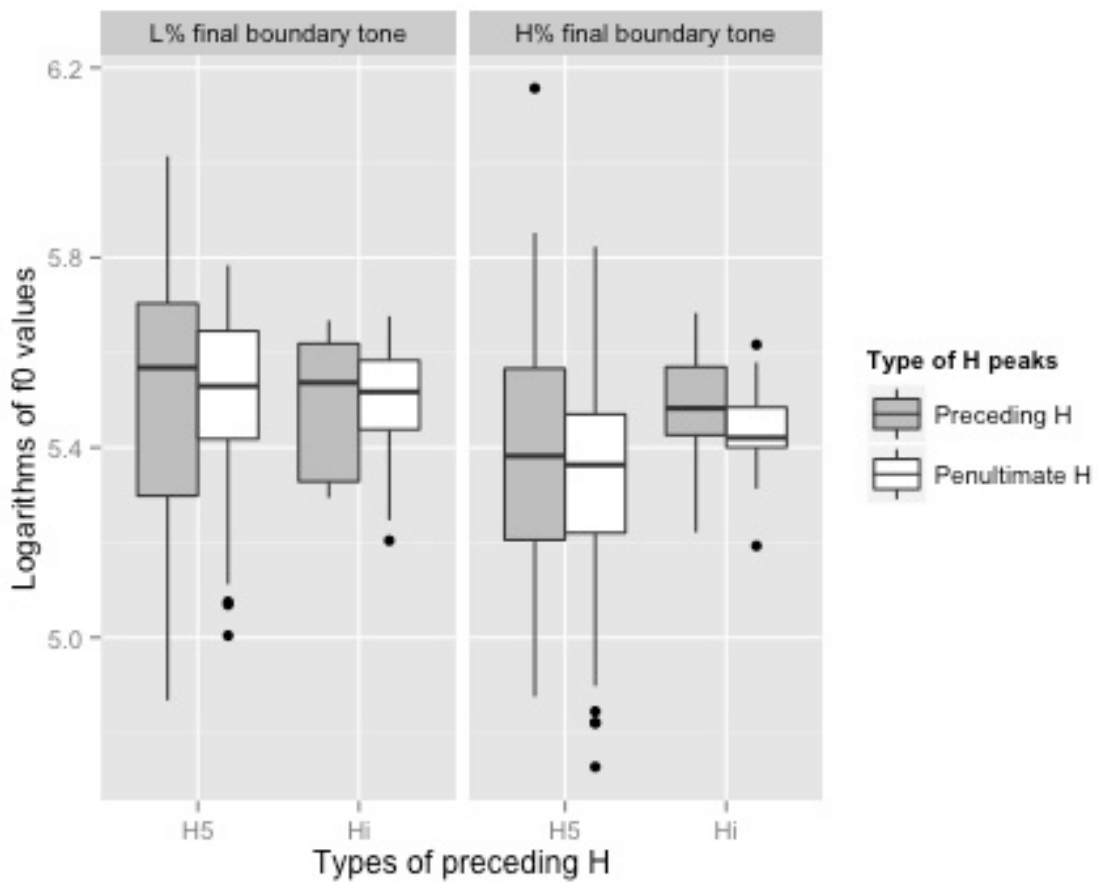 L% final boundary tone
H% final boundary tone
6.2
5.8
5.4
5.0
Logarithms of f0 values
H5
Hi
H5
Hi
Types of preceding H
Type of H peaks
Preceding H
Penultimate H